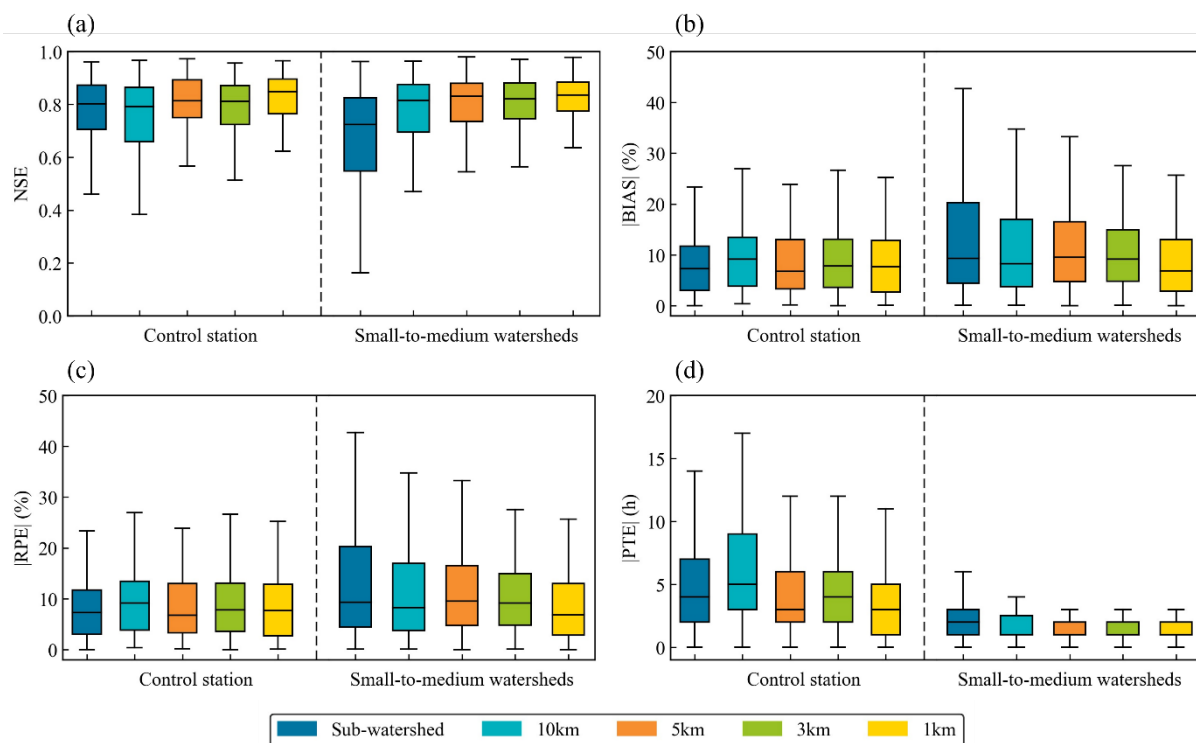 (a)
(b)
NSE
1.0
0.8
0.6
0.4
0.2
0.0
Control station
Small-to-medium watersheds
|BIAS| (%)
50
40
30
20
10
0
Control station
Small-to-medium watersheds
(c)
(d)
|RPE| (%)
50
40
30
20
10
0
Control station
Small-to-medium watersheds
|PTE| (h)
20
15
10
5
0
Control station
Small-to-medium watersheds
Sub-watershed 10km 5km 3km 1km